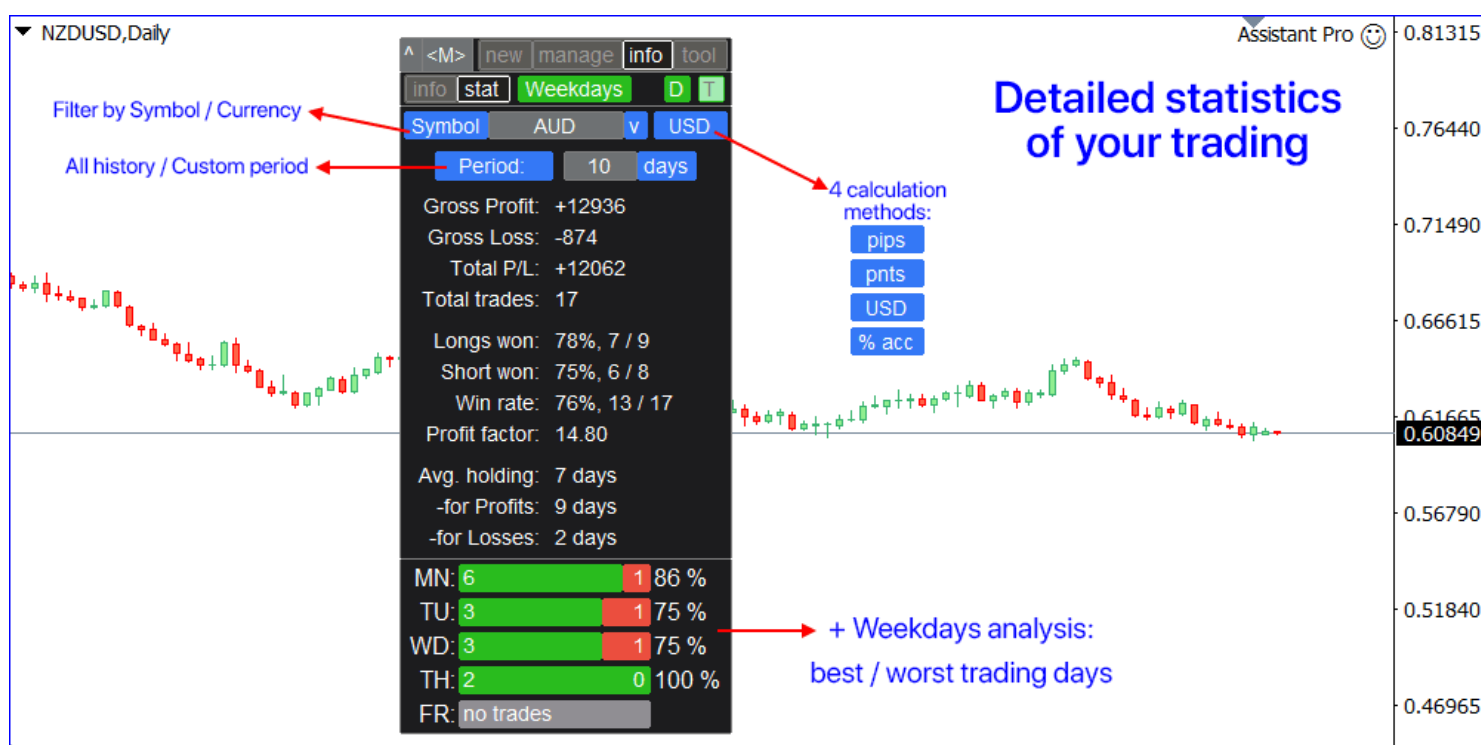 NZDUSD,Daily
Assistant Pro
0.81315
^ <M> new manage info tool
info stat Weekdays D T
Detailed statistics
of your trading
Filter by Symbol / Currency
Symbol AUD v USD
0.76440
All history / Custom period
Period: 10 days
4 calculation
methods:
pips
pnts
USD
% acc
Gross Profit: +12936
Gross Loss: -874
Total P/L: +12062
Total trades: 17
0.71490
Longs won: 78%, 7 / 9
Short won: 75%, 6 / 8
Win rate: 76%, 13 / 17
Profit factor: 14.80
0.66615
0.61665
0.60849
Avg. holding: 7 days
-for Profits: 9 days
-for Losses: 2 days
0.56790
MN: 6 1 86 %
TU: 3 1 75 %
WD: 3 1 75 %
TH: 2 0 100 %
FR: no trades
0.51840
+ Weekdays analysis:
best / worst trading days
0.46965